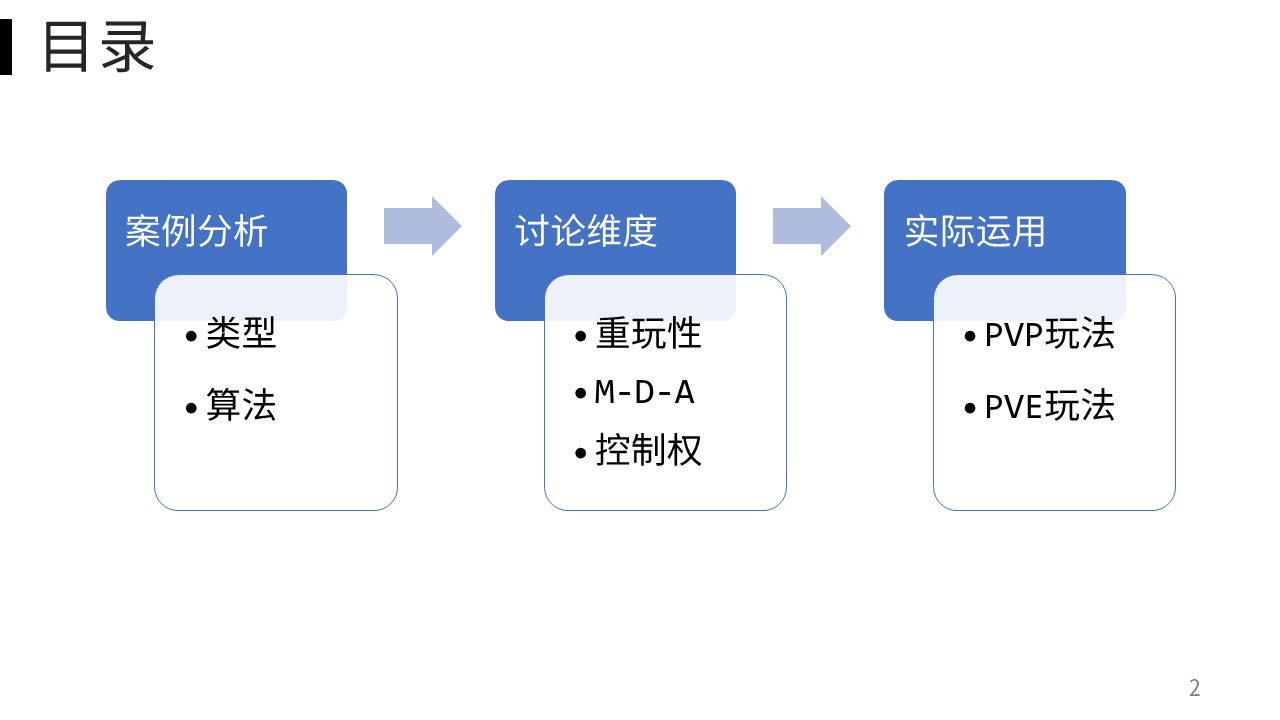 目录
案例分析
• 类型
• 算法
讨论维度
• 重玩性
• M-D-A
• 控制权
实际运用
• PVP玩法
• PVE玩法
2